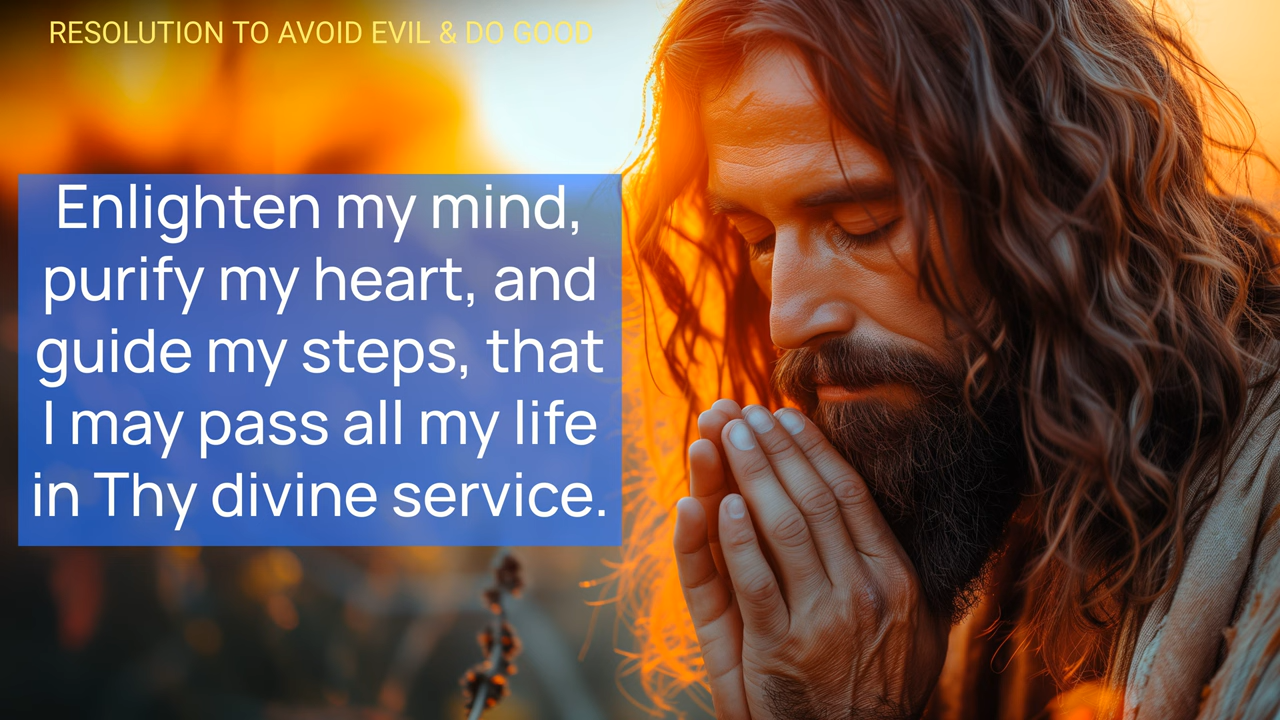 RESOLUTION TO AVOID EVIL & DO GOOD
Enlighten my mind,
purify my heart, and
guide my steps, that
I may pass all my life
in Thy divine service.